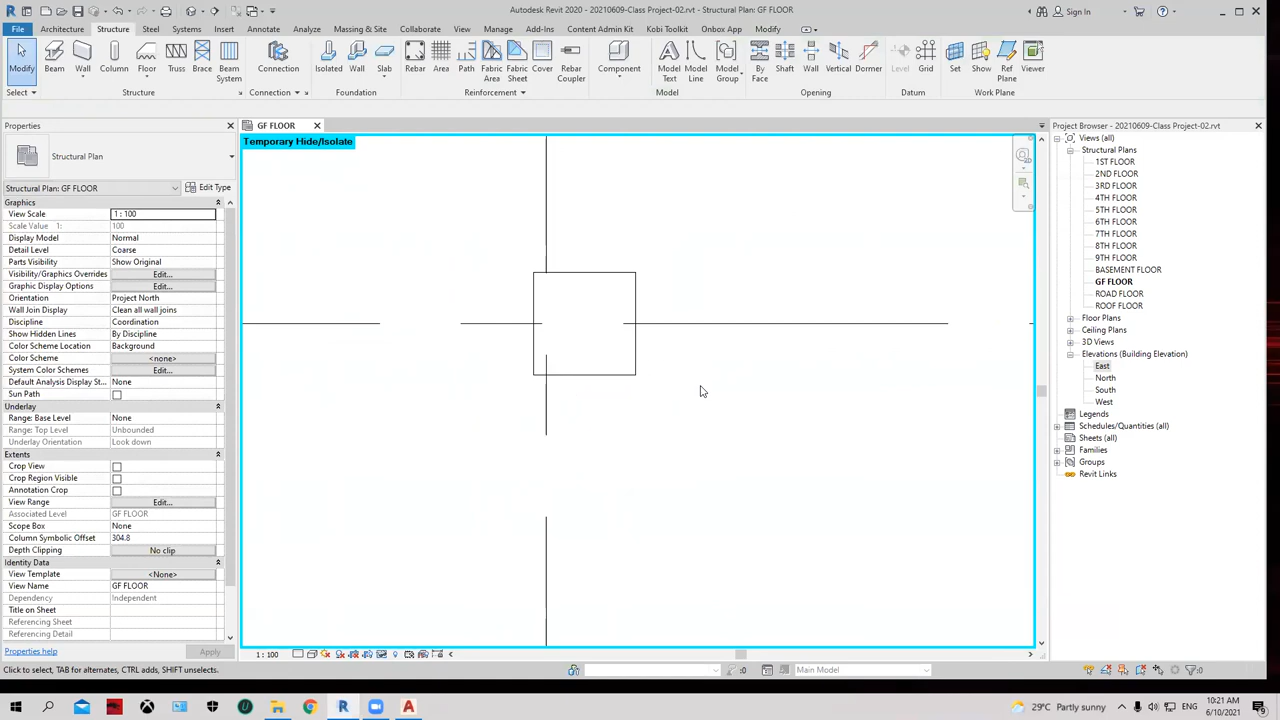 Autodesk Revit 2020 - 20210609-Class Project-02.rvt - Structural Plan: GF FLOOR
Sign In
File Architecture Structure Steel Systems Insert Annotate Analyze Massing & Site Collaborate View Manage Add-Ins Content Admin Kit Kobi Toolkit Onbox App Modify
Modify Beam Wall Column Floor Truss Brace Beam System Connection Isolated Wall Slab Rebar Area Path Fabric Area Fabric Sheet Cover Rebar Coupler Component Model Text Model Line Model Group By Face Shaft Wall Vertical Dormer Level Grid Set Show Ref Plane Viewer
Select Structure Connection Foundation Reinforcement Model Opening Datum Work Plane
Properties
GF FLOOR
Project Browser - 20210609-Class Project-02.rvt
Temporary Hide/Isolate
Structural Plan
Structural Plan: GF FLOOR Edit Type
Graphics
View Scale 1 : 100
Scale Value 1: 100
Display Model Normal
Detail Level Coarse
Parts Visibility Show Original
Visibility/Graphics Overrides Edit...
Graphic Display Options Edit...
Orientation Project North
Wall Join Display Clean all wall joins
Discipline Coordination
Show Hidden Lines By Discipline
Color Scheme Location Background
Color Scheme <none>
System Color Schemes Edit...
Default Analysis Display St... None
Sun Path
Underlay
Range: Base Level None
Range: Top Level Unbounded
Underlay Orientation Look down
Extents
Crop View
Crop Region Visible
Annotation Crop
View Range Edit...
Associated Level GF FLOOR
Scope Box None
Column Symbolic Offset 304.8
Depth Clipping No clip
Identity Data
View Template <None>
View Name GF FLOOR
Dependency Independent
Title on Sheet
Referencing Sheet
Referencing Detail
Properties help Apply
Views (all)
Structural Plans
1ST FLOOR
2ND FLOOR
3RD FLOOR
4TH FLOOR
5TH FLOOR
6TH FLOOR
7TH FLOOR
8TH FLOOR
9TH FLOOR
BASEMENT FLOOR
GF FLOOR
ROAD FLOOR
ROOF FLOOR
Floor Plans
Ceiling Plans
3D Views
Elevations (Building Elevation)
East
North
South
West
Legends
Schedules/Quantities (all)
Sheets (all)
Families
Groups
Revit Links
1 : 100
Click to select, TAB for alternates, CTRL adds, SHIFT unselects.
:0 Main Model :0
29°C Partly sunny ENG 10:21 AM
6/10/2021